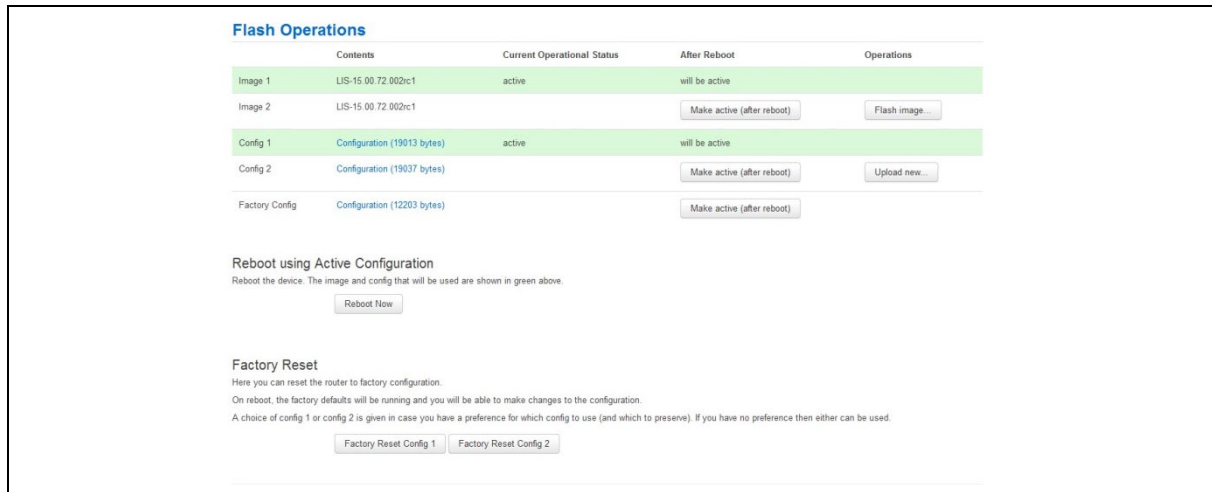 Flash Operations
Contents Current Operational Status After Reboot Operations
Image 1 LIS-15.00.72.002rc1 active will be active
Image 2 LIS-15.00.72.002rc1 Make active (after reboot) Flash image...
Config 1 Configuration (19013 bytes) active will be active
Config 2 Configuration (19037 bytes) Make active (after reboot) Upload new...
Factory Config Configuration (12203 bytes) Make active (after reboot)
Reboot using Active Configuration
Reboot the device. The image and config that will be used are shown in green above.
Reboot Now
Factory Reset
Here you can reset the router to factory configuration.
On reboot, the factory defaults will be running and you will be able to make changes to the configuration.
A choice of config 1 or config 2 is given in case you have a preference for which config to use (and which to preserve). If you have no preference then either can be used.
Factory Reset Config 1 Factory Reset Config 2